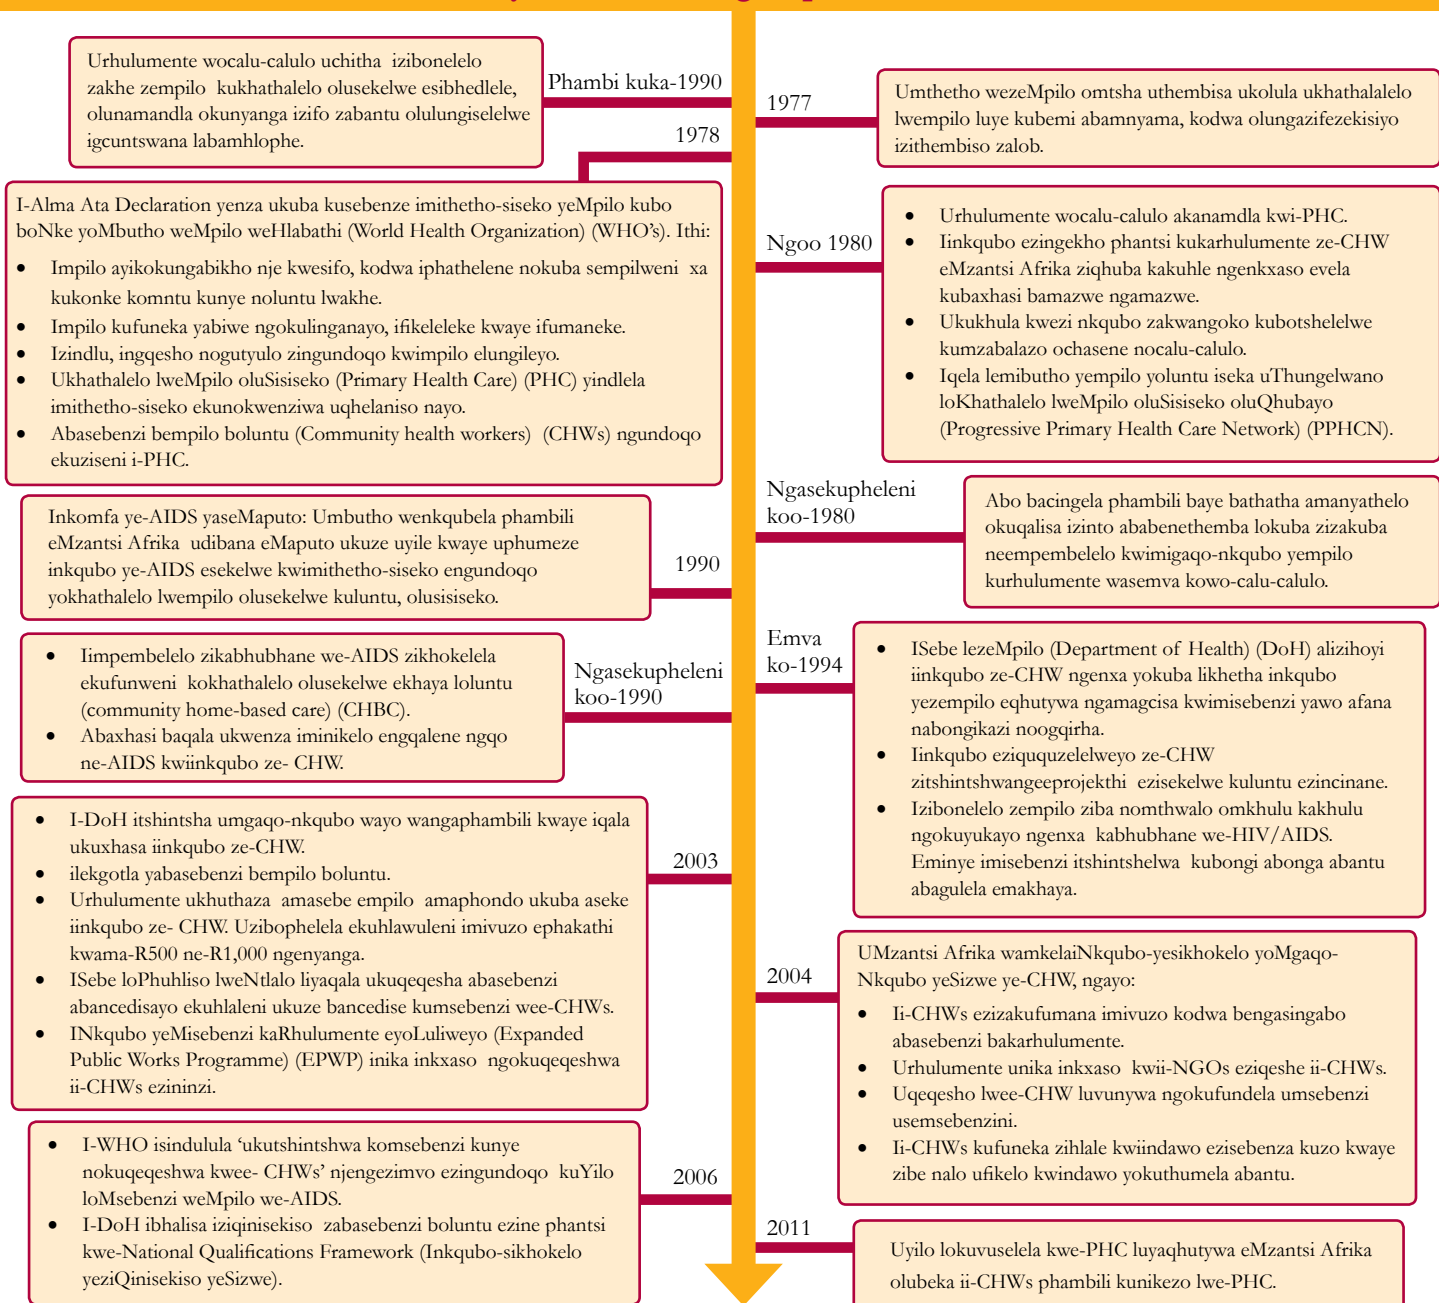 Phambi kuka-1990
Urhulumente wocalu-calulo uchitha izibonelelo
zakhe zempilo kukhathalelo olusekelwe esibhedlele,
olunamandla okunyanga izifo zabantu olulungiselelwe
igcuntswana labamhlophe.
1977
Umthetho wezeMpilo omtsha uthembisa ukolula ukhathalalelo
lwempilo luye kubemi abamnyama, kodwa olungazifezekisiyo
izithembiso zalob.
1978
I-Alma Ata Declaration yenza ukuba kusebenze imithetho-siseko yeMpilo kubo
boNke yoMbutho weMpilo weHlabathi (World Health Organization) (WHO's). Ithi:
• Impilo ayikokungabikho nje kwesifo, kodwa iphathelene nokuba sempilweni xa
kukonke komntu kunye noluntu lwakhe.
• Impilo kufuneka yabiwe ngokulinganayo, ifikeleleke kwaye ifumaneke.
• Izindlu, ingqesho nogutyulo zingundoqo kwimpilo elungileyo.
• Ukhathalelo lweMpilo oluSisiseko (Primary Health Care) (PHC) yindlela
imithetho-siseko ekunokwenziwa uqhelaniso nayo.
• Abasebenzi bempilo boluntu (Community health workers) (CHWs) ngundoqo
ekuziseni i-PHC.
Ngoo 1980
• Urhulumente wocalu-calulo akanamdla kwi-PHC.
• Iinkqubo ezingekho phantsi kukarhulumente ze-CHW
eMzantsi Afrika ziqhuba kakuhle ngenkxaso evela
kubaxhasi bamazwe ngamazwe.
• Ukukhula kwezi nkqubo zakwangoko kubotshelelwe
kumzabalazo ochasene nocalu-calulo.
• Iqela lemibutho yempilo yoluntu iseka uThungelwano
loKhathalelo lweMpilo oluSisiseko oluQhubayo
(Progressive Primary Health Care Network) (PPHCN).
Ngasekupheleni
koo-1980
Abo bacingela phambili baye bathatha amanyathelo
okuqalisa izinto ababenethemba lokuba zizakuba
neempembelelo kwimigaqo-nkqubo yempilo
kurhulumente wasemva kowo-calu-calulo.
1990
Inkomfa ye-AIDS yaseMaputo: Umbutho wenkqubela phambili
eMzantsi Afrika udibana eMaputo ukuze uyile kwaye uphumeze
inkqubo ye-AIDS esekelwe kwimithetho-siseko engundoqo
yokhathalelo lwempilo olusekelwe kuluntu, olusisiseko.
Emva
ko-1994
• ISebe lezeMpilo (Department of Health) (DoH) alizihoyi
iinkqubo ze-CHW ngenxa yokuba likhetha inkqubo
yezempilo eqhutywa ngamagcisa kwimisebenzi yawo afana
nabongikazi noogqirha.
• Iinkqubo eziququzelelweyo ze-CHW
zitshintshwangeeprojekthi ezisekelwe kuluntu ezincinane.
• Izibonelelo zempilo ziba nomthwalo omkhulu kakhulu
ngokuyukayo ngenxa kabhubhane we-HIV/AIDS.
Eminye imisebenzi itshintshelwa kubongi abonga abantu
abagulela emakhaya.
Ngasekupheleni
koo-1990
• Iimpembelelo zikabhubhane we-AIDS zikhokelela
ekufunweni kokhathalelo olusekelwe ekhaya loluntu
(community home-based care) (CHBC).
• Abaxhasi baqala ukwenza iminikelo engqalene ngqo
ne-AIDS kwiinkqubo ze- CHW.
2003
• I-DoH itshintsha umgaqo-nkqubo wayo wangaphambili kwaye iqala
ukuxhasa iinkqubo ze-CHW.
• ilekgotla yabasebenzi bempilo boluntu.
• Urhulumente ukhuthaza amasebe empilo amaphondo ukuba aseke
iinkqubo ze- CHW. Uzibophelela ekuhlawuleni imivuzo ephakathi
kwama-R500 ne-R1,000 ngenyanga.
• ISebe loPhuhliso lweNtlalo liyaqala ukuqeqesha abasebenzi
abancedisayo ekuhlaleni ukuze bancedise kumsebenzi wee-CHWs.
• INkqubo yeMisebenzi kaRhulumente eyoLuliweyo (Expanded
Public Works Programme) (EPWP) inika inkxaso ngokuqeqeshwa
ii-CHWs ezininzi.
2004
UMzantsi Afrika wamkelaiNkqubo-yesikhokelo yoMgaqo-
Nkqubo yeSizwe ye-CHW, ngayo:
• Ii-CHWs ezizakufumana imivuzo kodwa bengasingabo
abasebenzi bakarhulumente.
• Urhulumente unika inkxaso kwii-NGOs eziqeshe ii-CHWs.
• Uqeqesho lwee-CHW luvunywa ngokufundela umsebenzi
usemsebenzini.
• Ii-CHWs kufuneka zihlale kwiindawo ezisebenza kuzo kwaye
zibe nalo ufikelo kwindawo yokuthumela abantu.
2006
• I-WHO isindulula ‘ukutshintshwa komsebenzi kunye
nokuqeqeshwa kwee- CHWs’ njengezimvo ezingundoqo kuYilo
loMsebenzi weMpilo we-AIDS.
• I-DoH ibhalisa iziqinisekiso zabasebenzi boluntu ezine phantsi
kwe-National Qualifications Framework (Inkqubo-sikhokelo
yeziQinisekiso yeSizwe).
2011
Uyilo lokuvuselela kwe-PHC luyaqhutywa eMzantsi Afrika
olubeka ii-CHWs phambili kunikezo lwe-PHC.